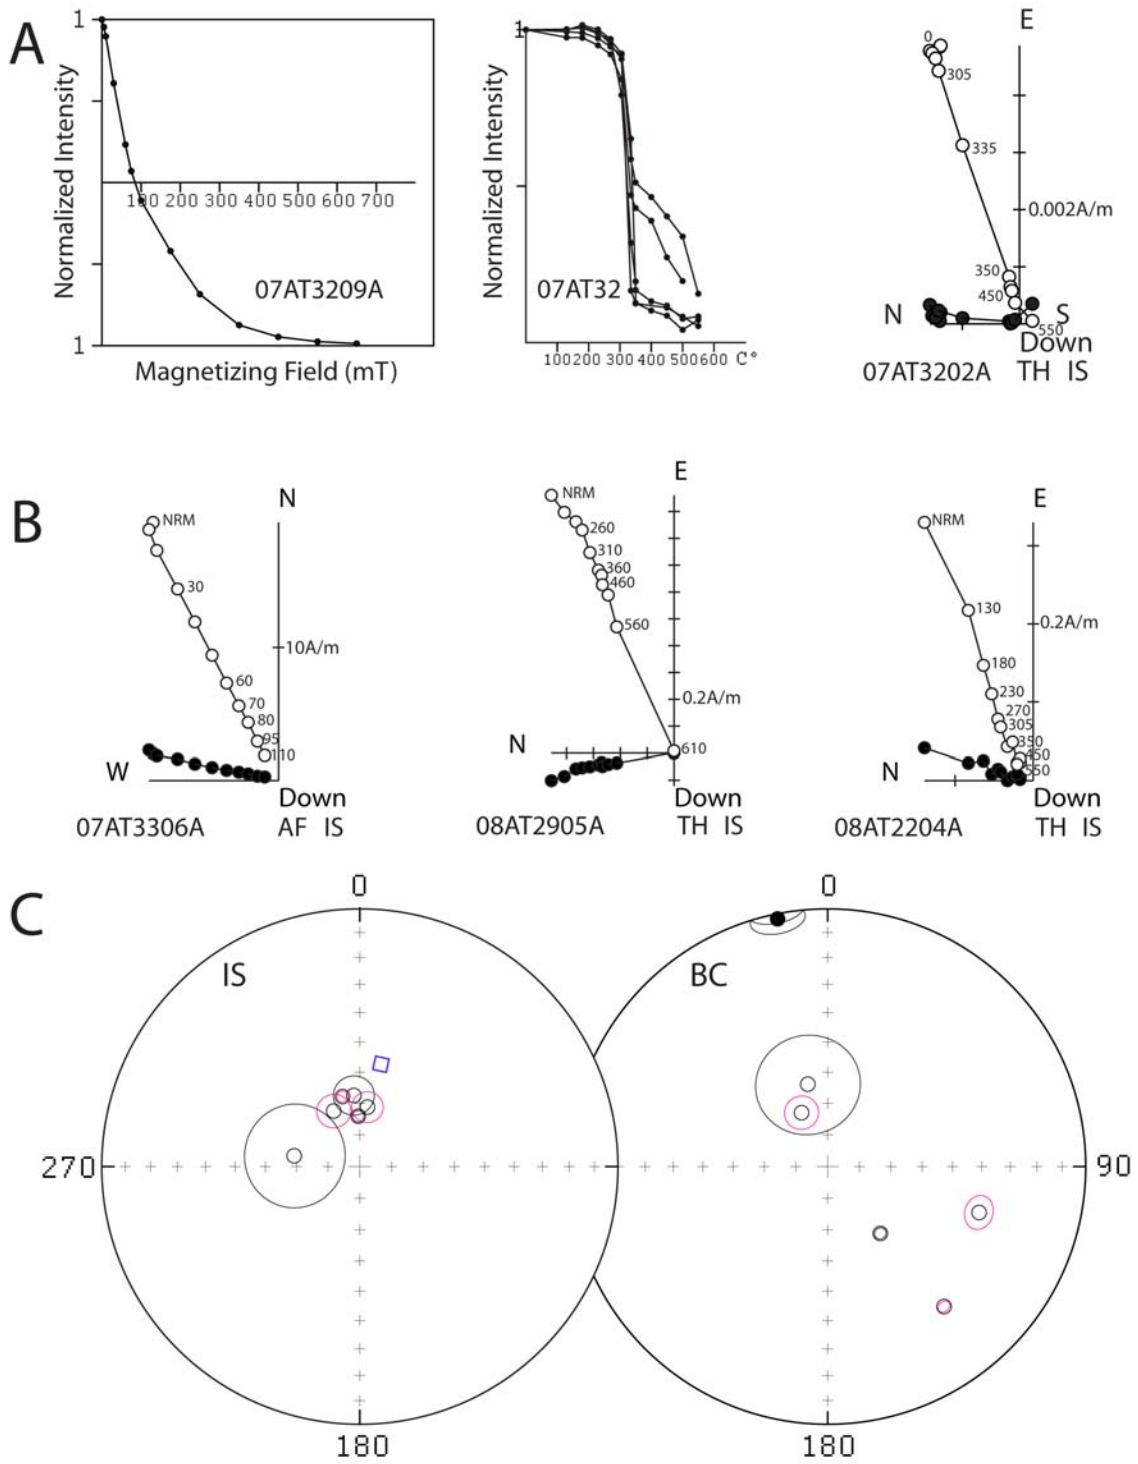 A
1
Normalized Intensity
100 200 300 400 500 600 700
07AT3209A
1
Magnetizing Field (mT)
1
Normalized Intensity
07AT32
100 200 300 400 500 600 C°
E
0
305
335
0.002A/m
350
450
N
S
550
Down
07AT3202A TH IS
B
N
NRM
30
10A/m
60
70
80
95
110
W
Down
07AT3306A AF IS
E
NRM
260
310
360
460
560
0.2A/m
N
610
Down
08AT2905A TH IS
E
NRM
130
0.2A/m
180
230
270
305
350
450
550
N
Down
08AT2204A TH IS
C
0
IS
270
180
0
BC
90
180